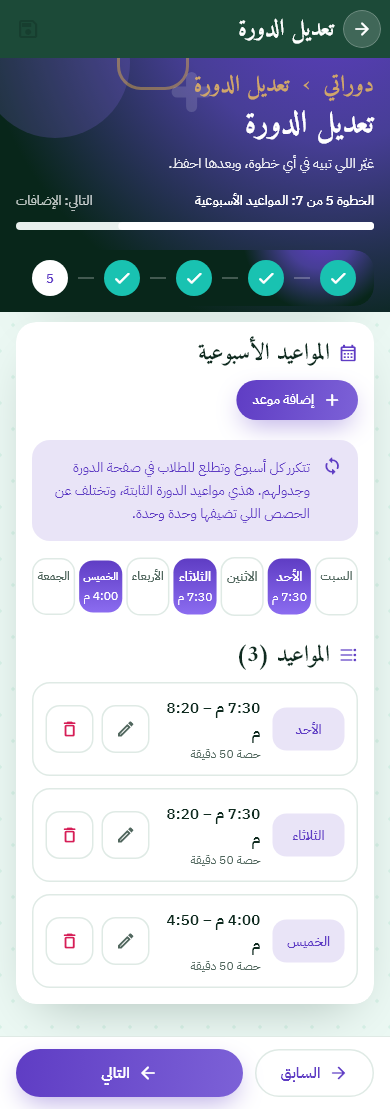 تعديل الدورة
دوراتي › تعديل الدورة
تعديل الدورة
غيّر اللي تبيه في أي خطوة، وبعدها احفظ.
الخطوة 5 من 7: المواعيد الأسبوعية
التالي: الإضافات
5
المواعيد الأسبوعية
+ إضافة موعد
تتكرر كل أسبوع وتطلع للطلاب في صفحة الدورة
وجدولهم. هذي مواعيد الدورة الثابتة، وتختلف عن
الحصص اللي تضيفها وحدة وحدة.
السبت
الأحد
7:30 م
الاثنين
الثلاثاء
7:30 م
الأربعاء
الخميس
4:00 م
الجمعة
المواعيد (3)
الأحد
7:30 م – 8:20
م
حصة 50 دقيقة
الثلاثاء
7:30 م – 8:20
م
حصة 50 دقيقة
الخميس
4:00 م – 4:50
م
حصة 50 دقيقة
السابق
التالي